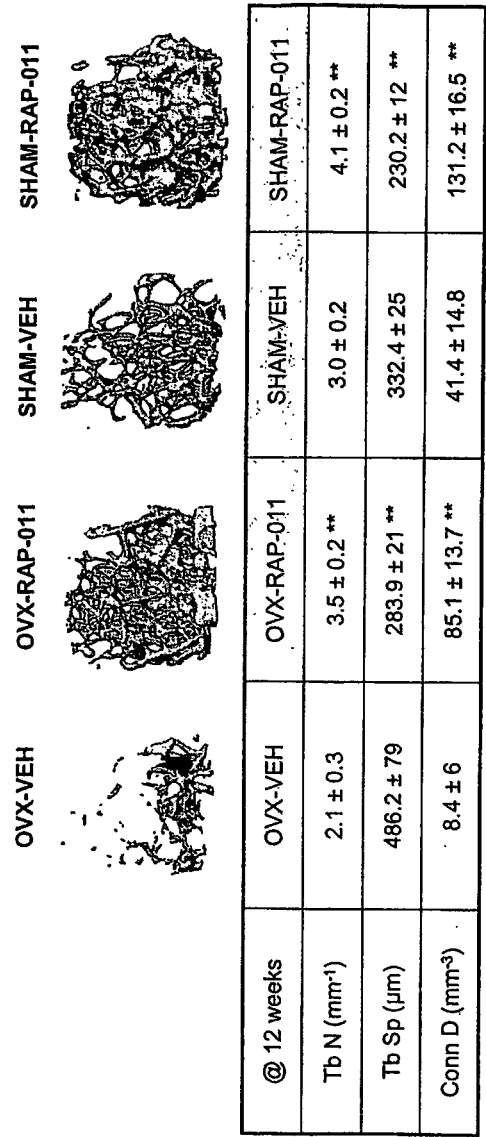 OVX-VEH OVX-RAP-011 SHAM-VEH SHAM-RAP-011
@ 12 weeks OVX-VEH OVX-RAP-011 SHAM-VEH SHAM-RAP-011
Tb N (mm-1) 2.1 ± 0.3 3.5 ± 0.2 ** 3.0 ± 0.2 4.1 ± 0.2 **
Tb Sp (µm) 486.2 ± 79 283.9 ± 21 ** 332.4 ± 25 230.2 ± 12 **
Conn D (mm-3) 8.4 ± 6 85.1 ± 13.7 ** 41.4 ± 14.8 131.2 ± 16.5 **